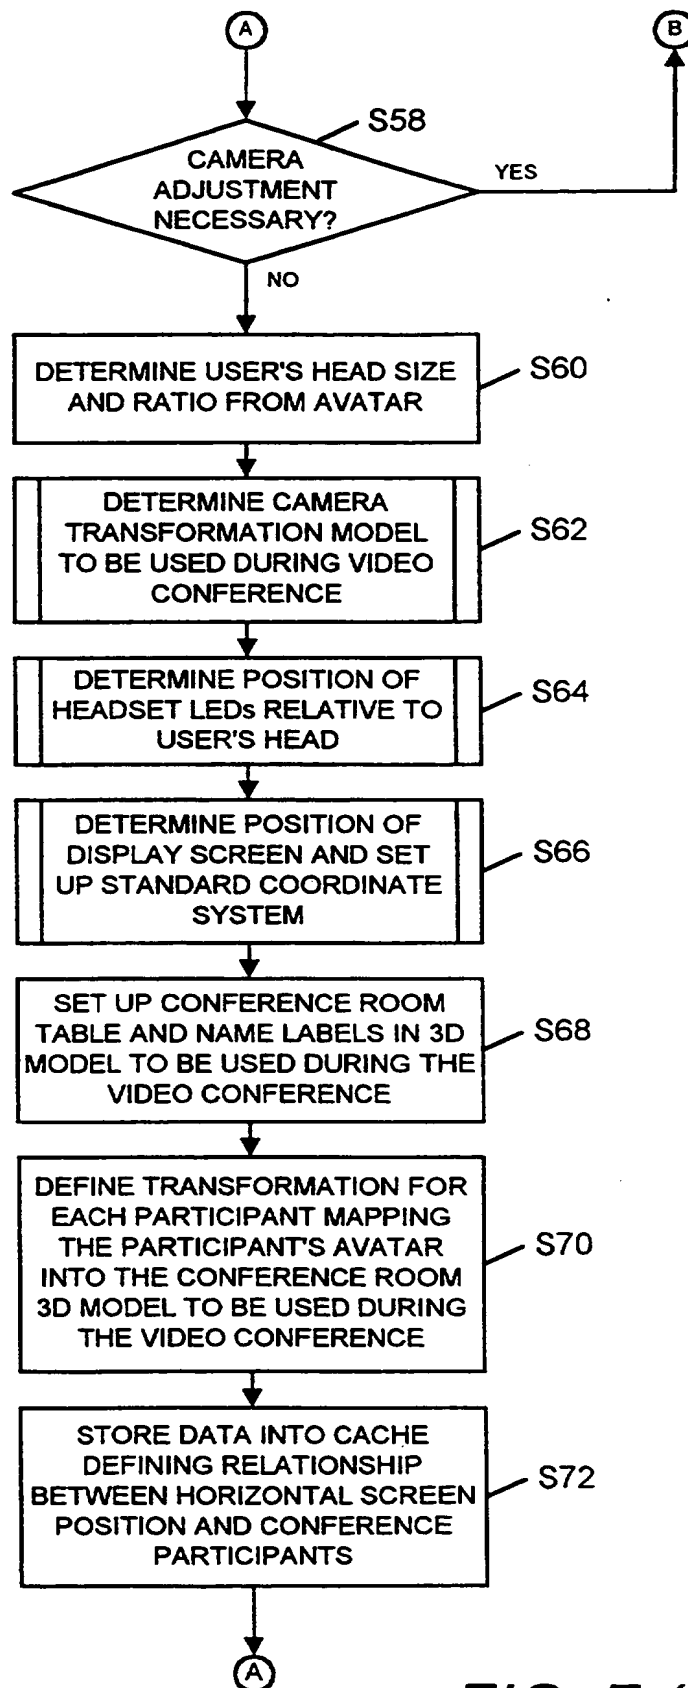 A
B
S58
CAMERA
ADJUSTMENT
NECESSARY?
YES
NO
DETERMINE USER'S HEAD SIZE
AND RATIO FROM AVATAR
S60
DETERMINE CAMERA
TRANSFORMATION MODEL
TO BE USED DURING VIDEO
CONFERENCE
S62
DETERMINE POSITION OF
HEADSET LEDs RELATIVE TO
USER'S HEAD
S64
DETERMINE POSITION OF
DISPLAY SCREEN AND SET
UP STANDARD COORDINATE
SYSTEM
S66
SET UP CONFERENCE ROOM
TABLE AND NAME LABELS IN 3D
MODEL TO BE USED DURING THE
VIDEO CONFERENCE
S68
DEFINE TRANSFORMATION FOR
EACH PARTICIPANT MAPPING
THE PARTICIPANT'S AVATAR
INTO THE CONFERENCE ROOM
3D MODEL TO BE USED DURING
THE VIDEO CONFERENCE
S70
STORE DATA INTO CACHE
DEFINING RELATIONSHIP
BETWEEN HORIZONTAL SCREEN
POSITION AND CONFERENCE
PARTICIPANTS
S72
A